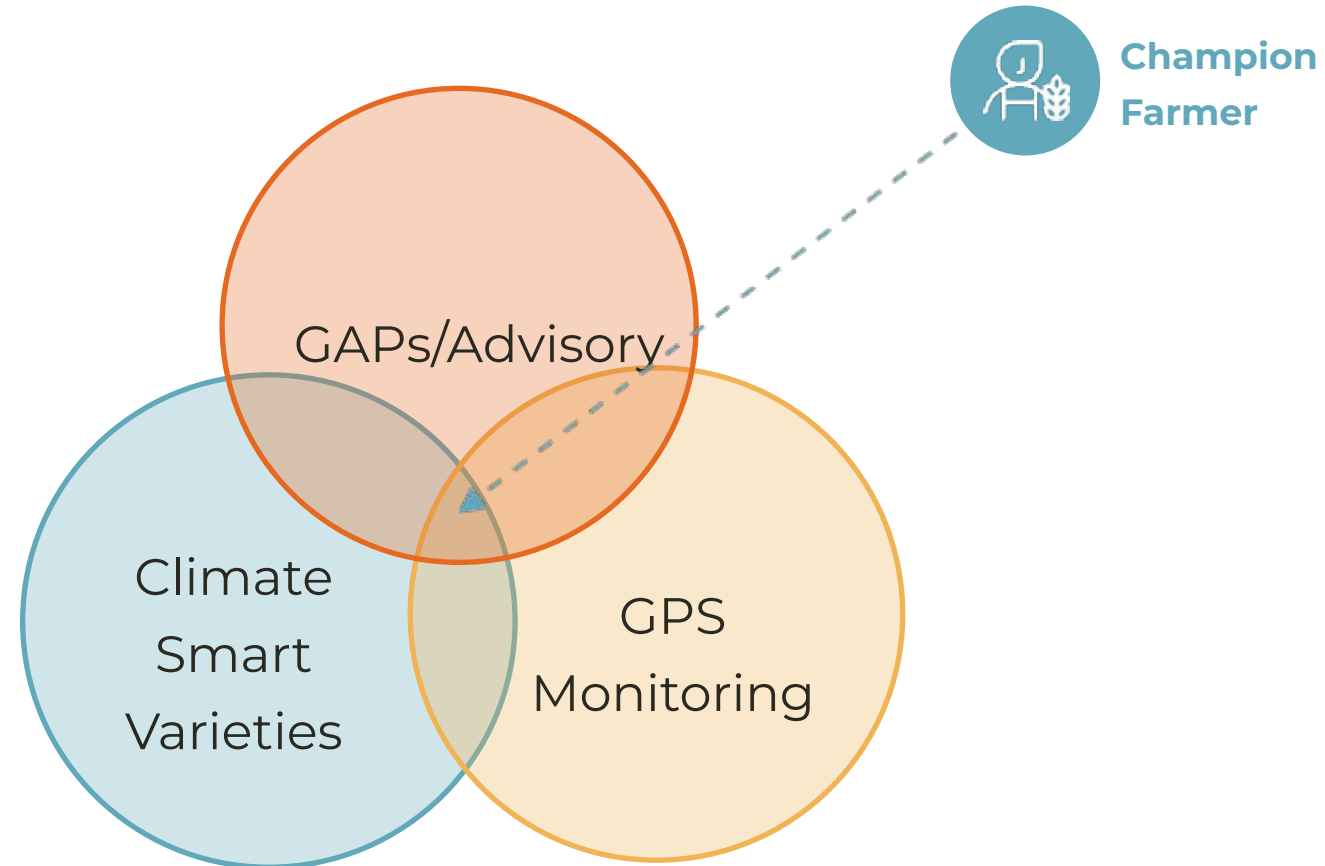 Champion
Farmer
GAPs/Advisory
Climate
Smart
Varieties
GPS
Monitoring